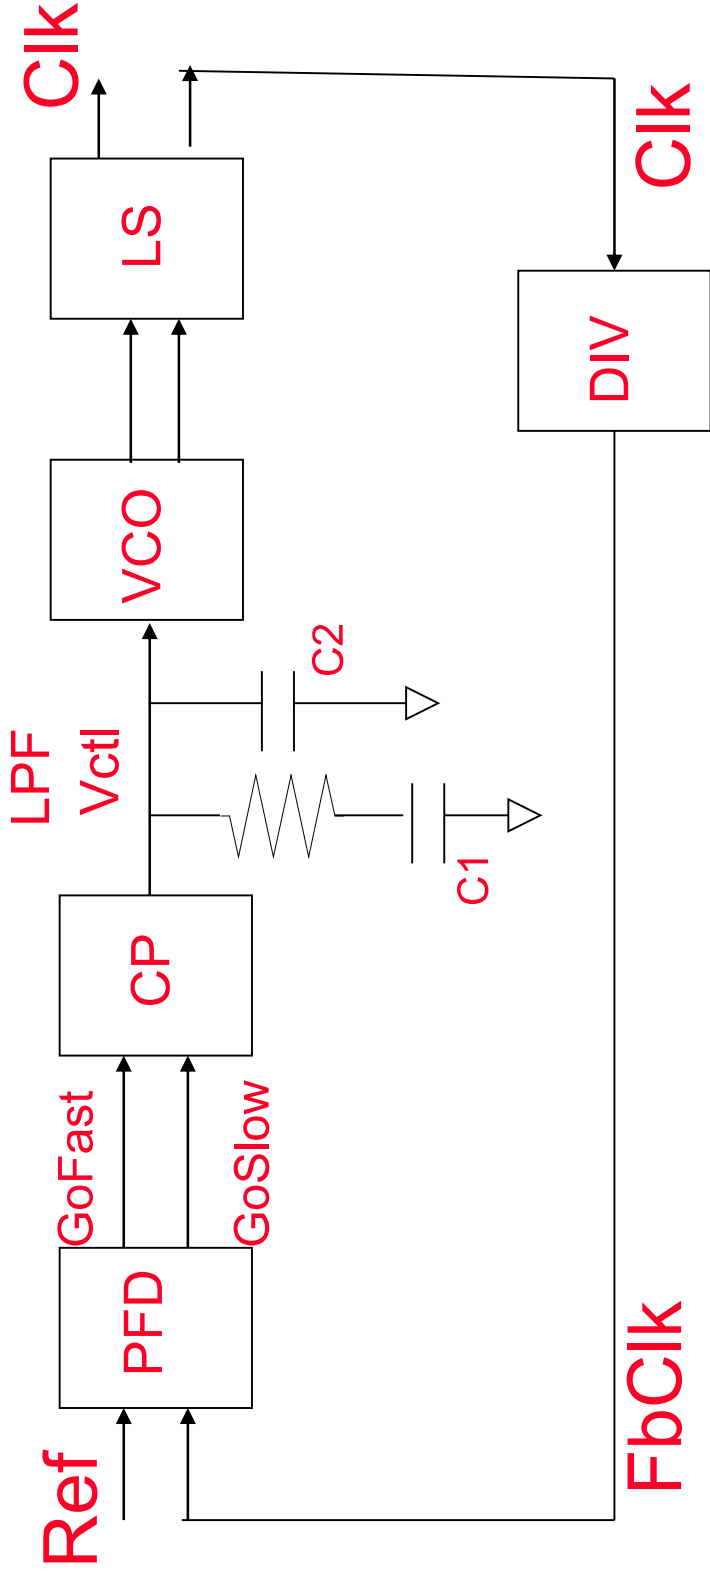 Ref
PFD
GoFast
GoSlow
CP
LPF
Vctl
C1
C2
VCO
LS
Clk
Clk
DIV
FbClk